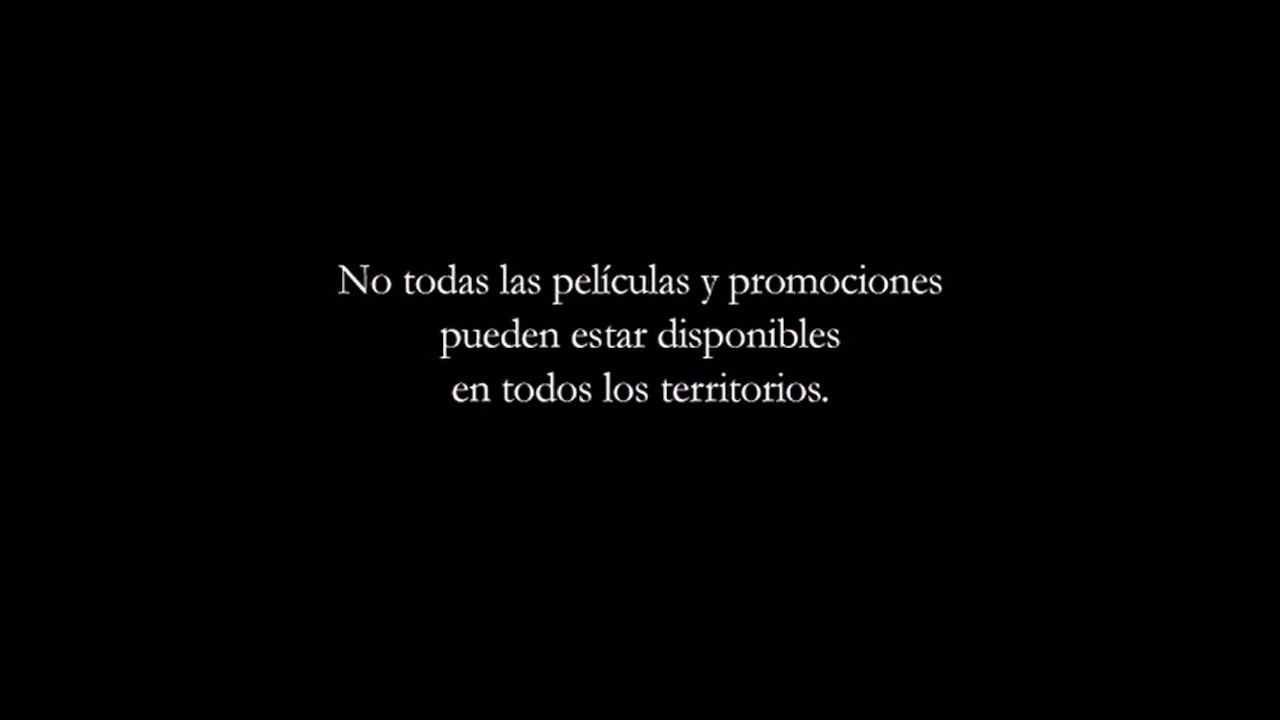 No todas las películas y promociones
pueden estar disponibles
en todos los territorios.